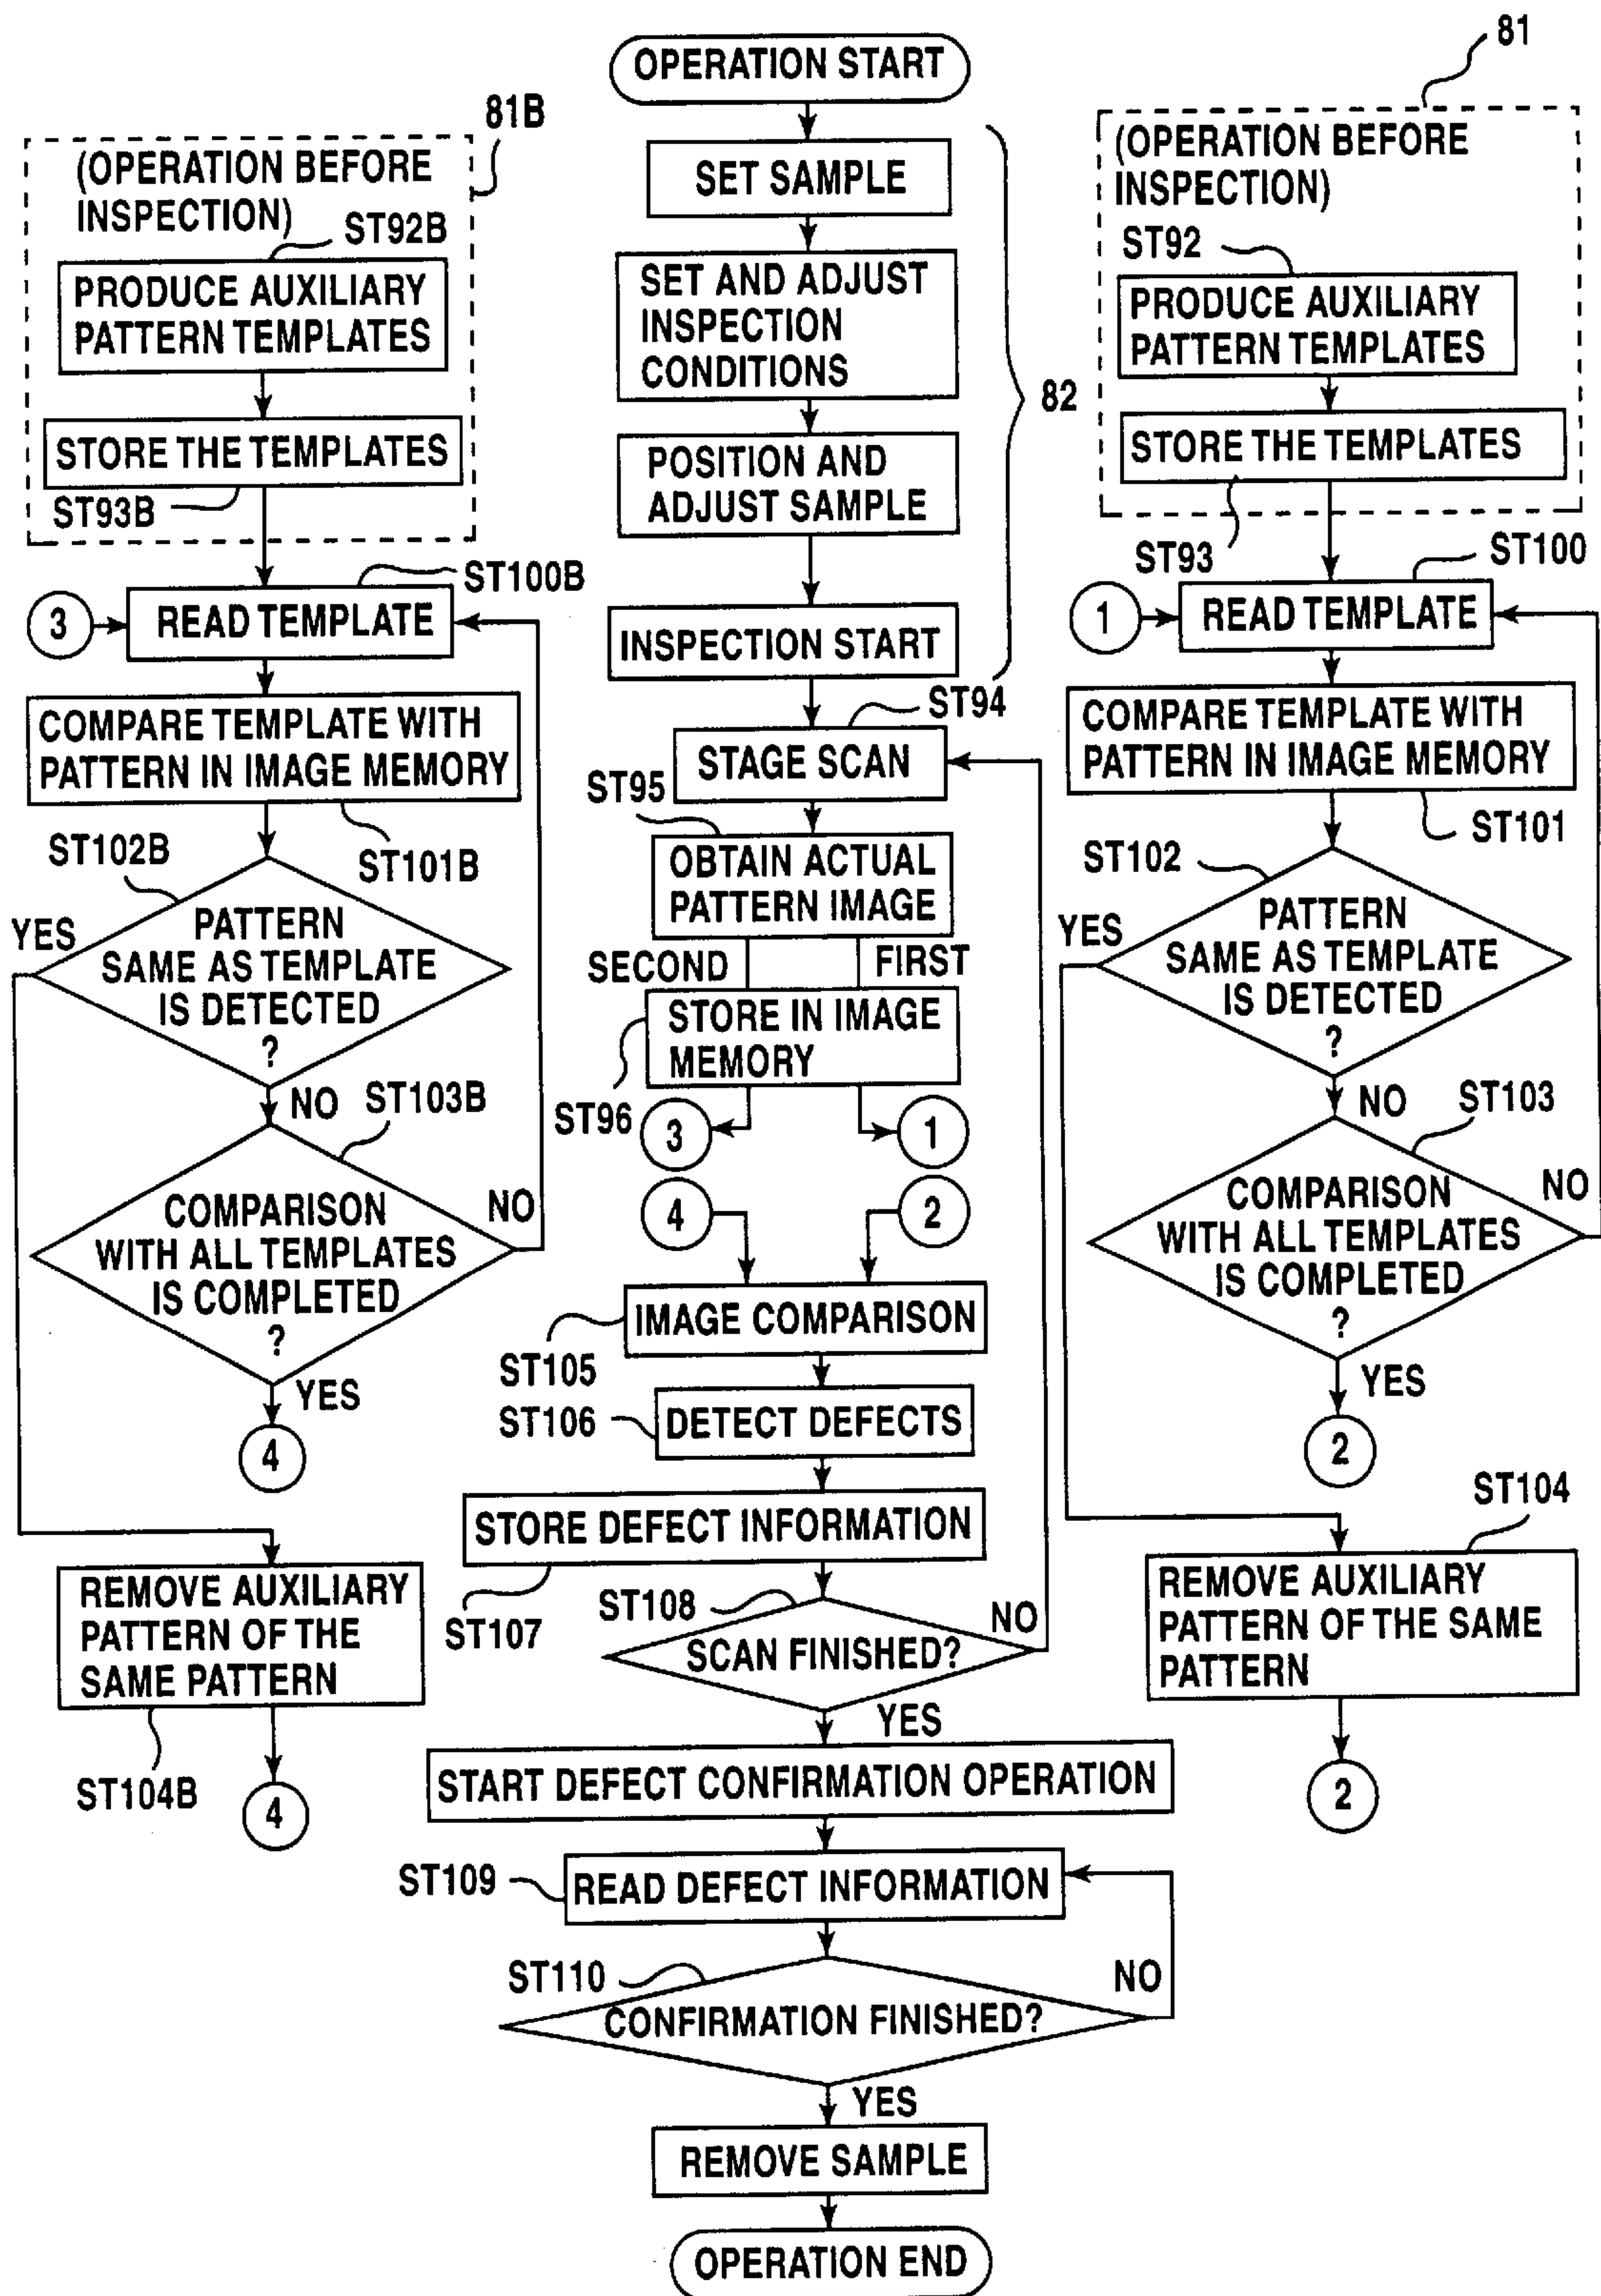 81
OPERATION START
81B
(OPERATION BEFORE
INSPECTION)
ST92B
PRODUCE AUXILIARY
PATTERN TEMPLATES
STORE THE TEMPLATES
ST93B
ST100B
3
READ TEMPLATE
COMPARE TEMPLATE WITH
PATTERN IN IMAGE MEMORY
ST102B
ST101B
YES
PATTERN
SAME AS TEMPLATE
IS DETECTED
?
NO
ST103B
COMPARISON
WITH ALL TEMPLATES
IS COMPLETED
?
NO
YES
4
REMOVE AUXILIARY
PATTERN OF THE
SAME PATTERN
ST104B
4
SET SAMPLE
SET AND ADJUST
INSPECTION
CONDITIONS
82
POSITION AND
ADJUST SAMPLE
INSPECTION START
ST94
STAGE SCAN
ST95
OBTAIN ACTUAL
PATTERN IMAGE
SECOND
FIRST
STORE IN IMAGE
MEMORY
ST96
3
1
4
2
IMAGE COMPARISON
ST105
ST106
DETECT DEFECTS
STORE DEFECT INFORMATION
ST107
ST108
NO
SCAN FINISHED?
YES
START DEFECT CONFIRMATION OPERATION
ST109
READ DEFECT INFORMATION
ST110
NO
CONFIRMATION FINISHED?
YES
REMOVE SAMPLE
OPERATION END
(OPERATION BEFORE
INSPECTION)
ST92
PRODUCE AUXILIARY
PATTERN TEMPLATES
STORE THE TEMPLATES
ST93
ST100
1
READ TEMPLATE
COMPARE TEMPLATE WITH
PATTERN IN IMAGE MEMORY
ST101
ST102
YES
PATTERN
SAME AS TEMPLATE
IS DETECTED
?
NO
ST103
COMPARISON
WITH ALL TEMPLATES
IS COMPLETED
?
NO
YES
2
ST104
REMOVE AUXILIARY
PATTERN OF THE SAME
PATTERN
2